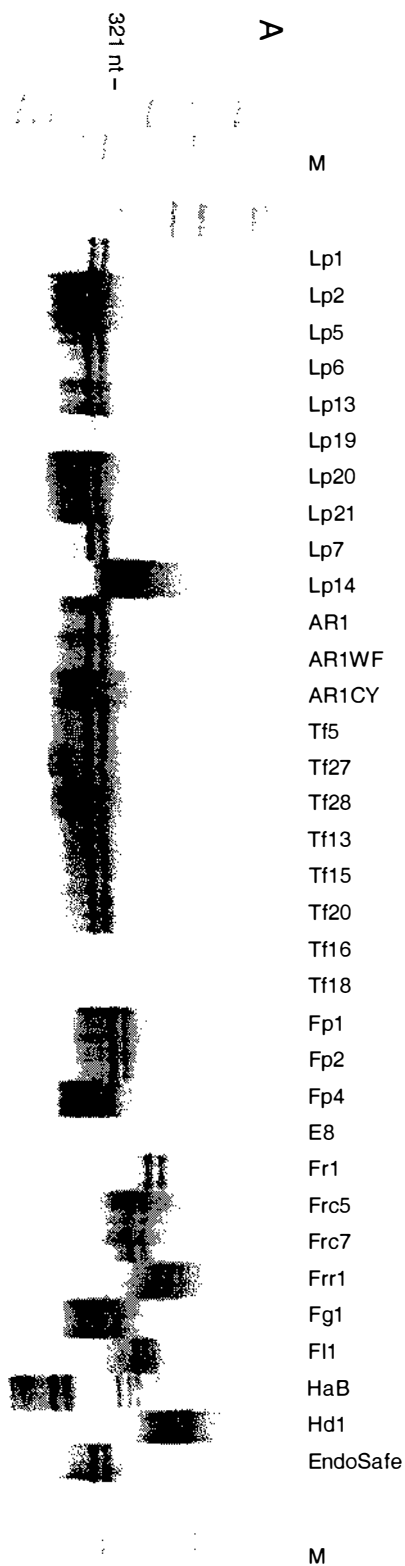 A
321 nt –
M
Lp1
Lp2
Lp5
Lp6
Lp13
Lp19
Lp20
Lp21
Lp7
Lp14
AR1
AR1WF
AR1CY
Tf5
Tf27
Tf28
Tf13
Tf15
Tf20
Tf16
Tf18
Fp1
Fp2
Fp4
E8
Fr1
Frc5
Frc7
Frr1
Fg1
Fl1
HaB
Hd1
EndoSafe
M